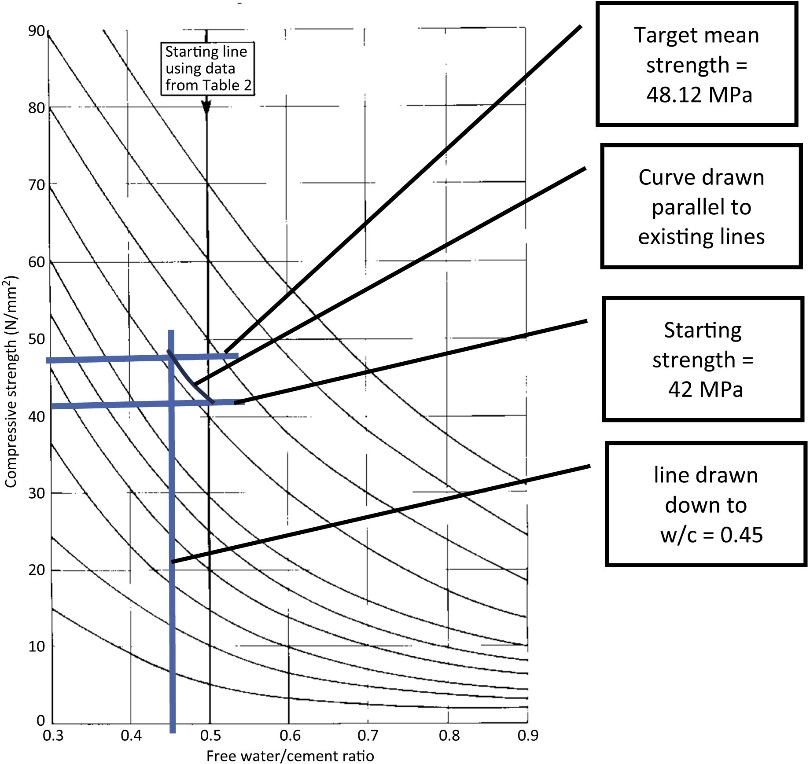 90
80
70
60
50
40
30
20
10
0
Compressive strength (N/mm²)
0.3 0.4 0.5 0.6 0.7 0.8 0.9
Free water/cement ratio
Starting line
using data
from Table 2
Target mean
strength =
48.12 MPa
Curve drawn
parallel to
existing lines
Starting
strength =
42 MPa
line drawn
down to
w/c = 0.45